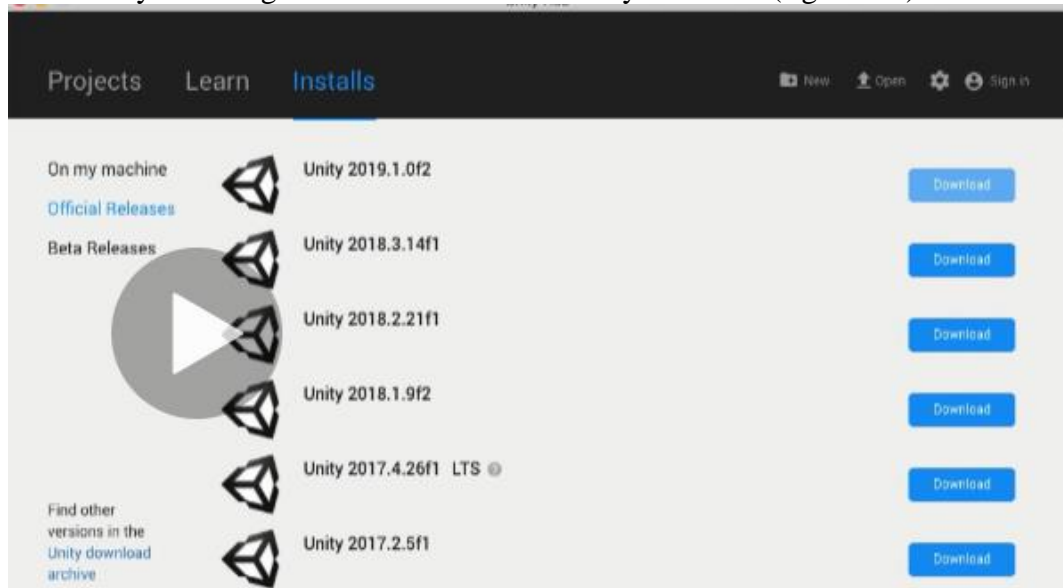 Projects Learn Installs New Open Sign in
On my machine
Official Releases
Beta Releases
Unity 2019.1.0f2 Download
Unity 2018.3.14f1 Download
Unity 2018.2.21f1 Download
Unity 2018.1.9f2 Download
Unity 2017.4.26f1 LTS Download
Unity 2017.2.5f1 Download
Find other
versions in the
Unity download
archive